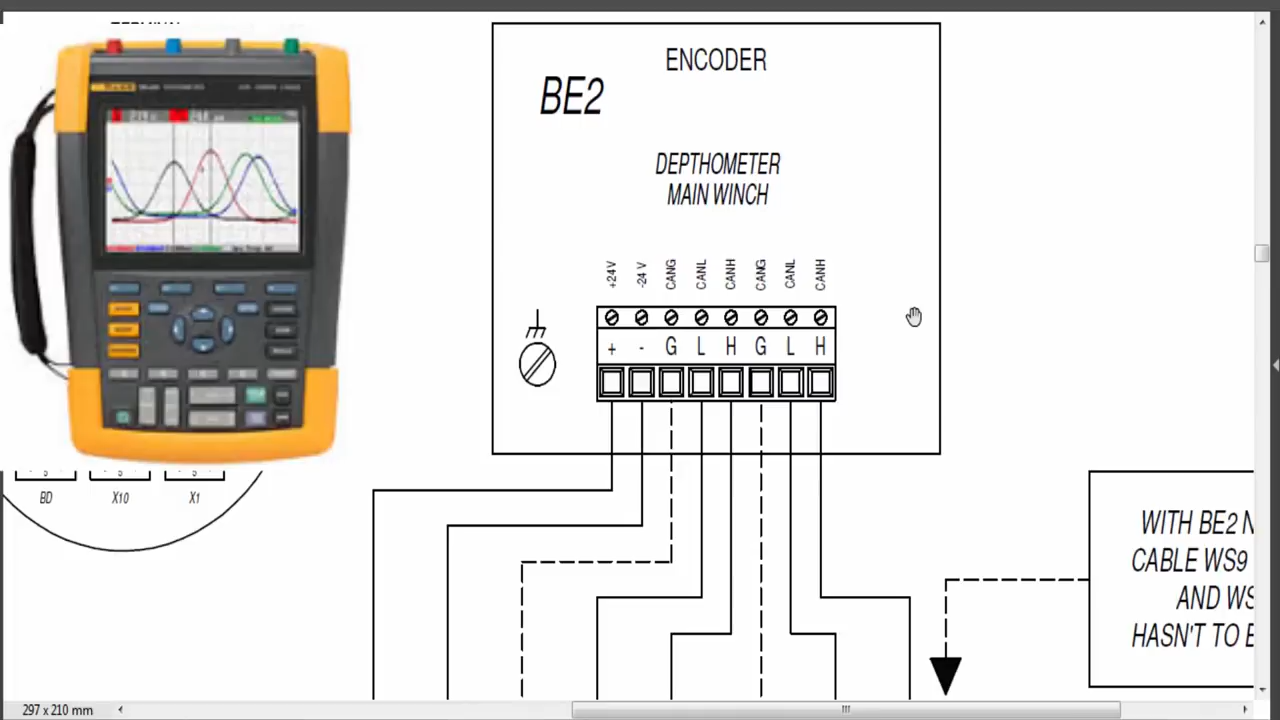 ENCODER
BE2
DEPTHOMETER
MAIN WINCH
+24V
-24 V
CANG
CANL
CANH
CANG
CANL
CANH
+ - G L H G L H
BD X10 X1
WITH BE2 N
CABLE WS9
AND WS
HASN'T TO E
297 x 210 mm